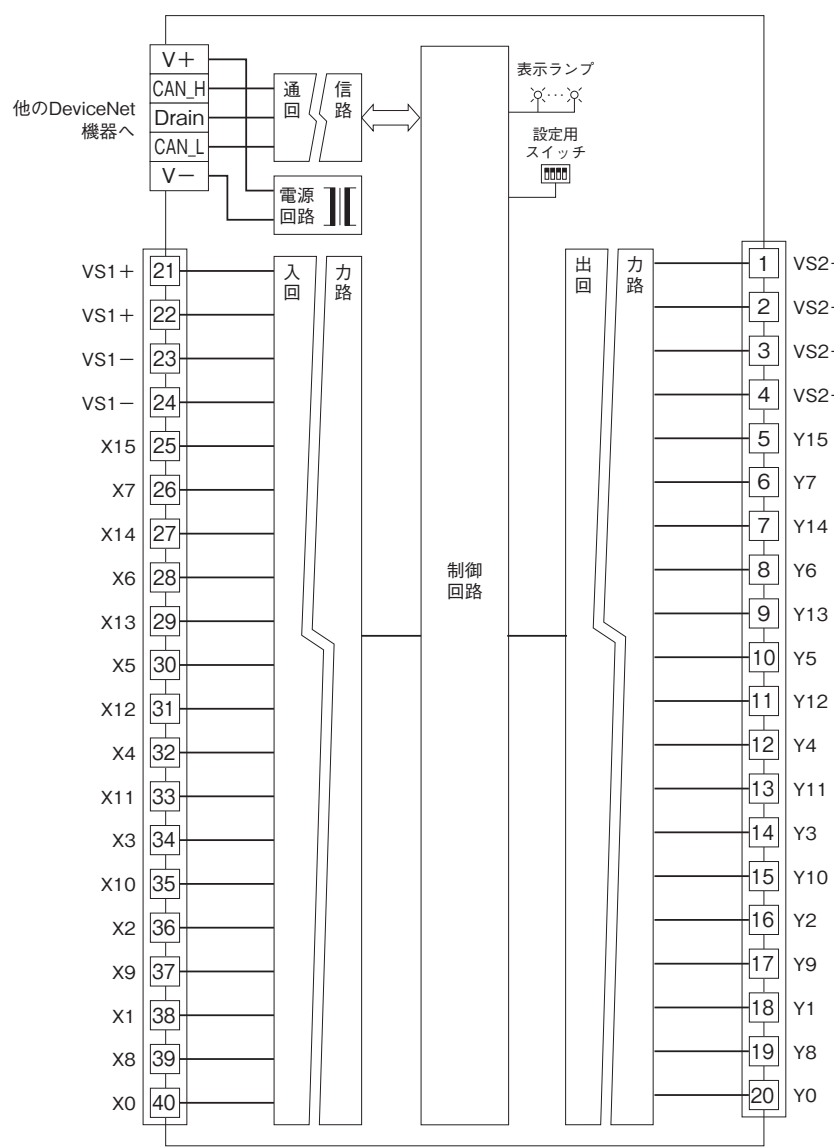 他のDeviceNet
機器へ
V+
CAN_H
Drain
CAN_L
V−
通 信
回 路
電源
回路
表示ランプ
設定用
スイッチ
制御
回路
入 力
回 路
出 力
回 路
VS1+ 21
VS1+ 22
VS1− 23
VS1− 24
X15 25
X7 26
X14 27
X6 28
X13 29
X5 30
X12 31
X4 32
X11 33
X3 34
X10 35
X2 36
X9 37
X1 38
X8 39
X0 40
1 VS2
2 VS2
3 VS2
4 VS2
5 Y15
6 Y7
7 Y14
8 Y6
9 Y13
10 Y5
11 Y12
12 Y4
13 Y11
14 Y3
15 Y10
16 Y2
17 Y9
18 Y1
19 Y8
20 Y0